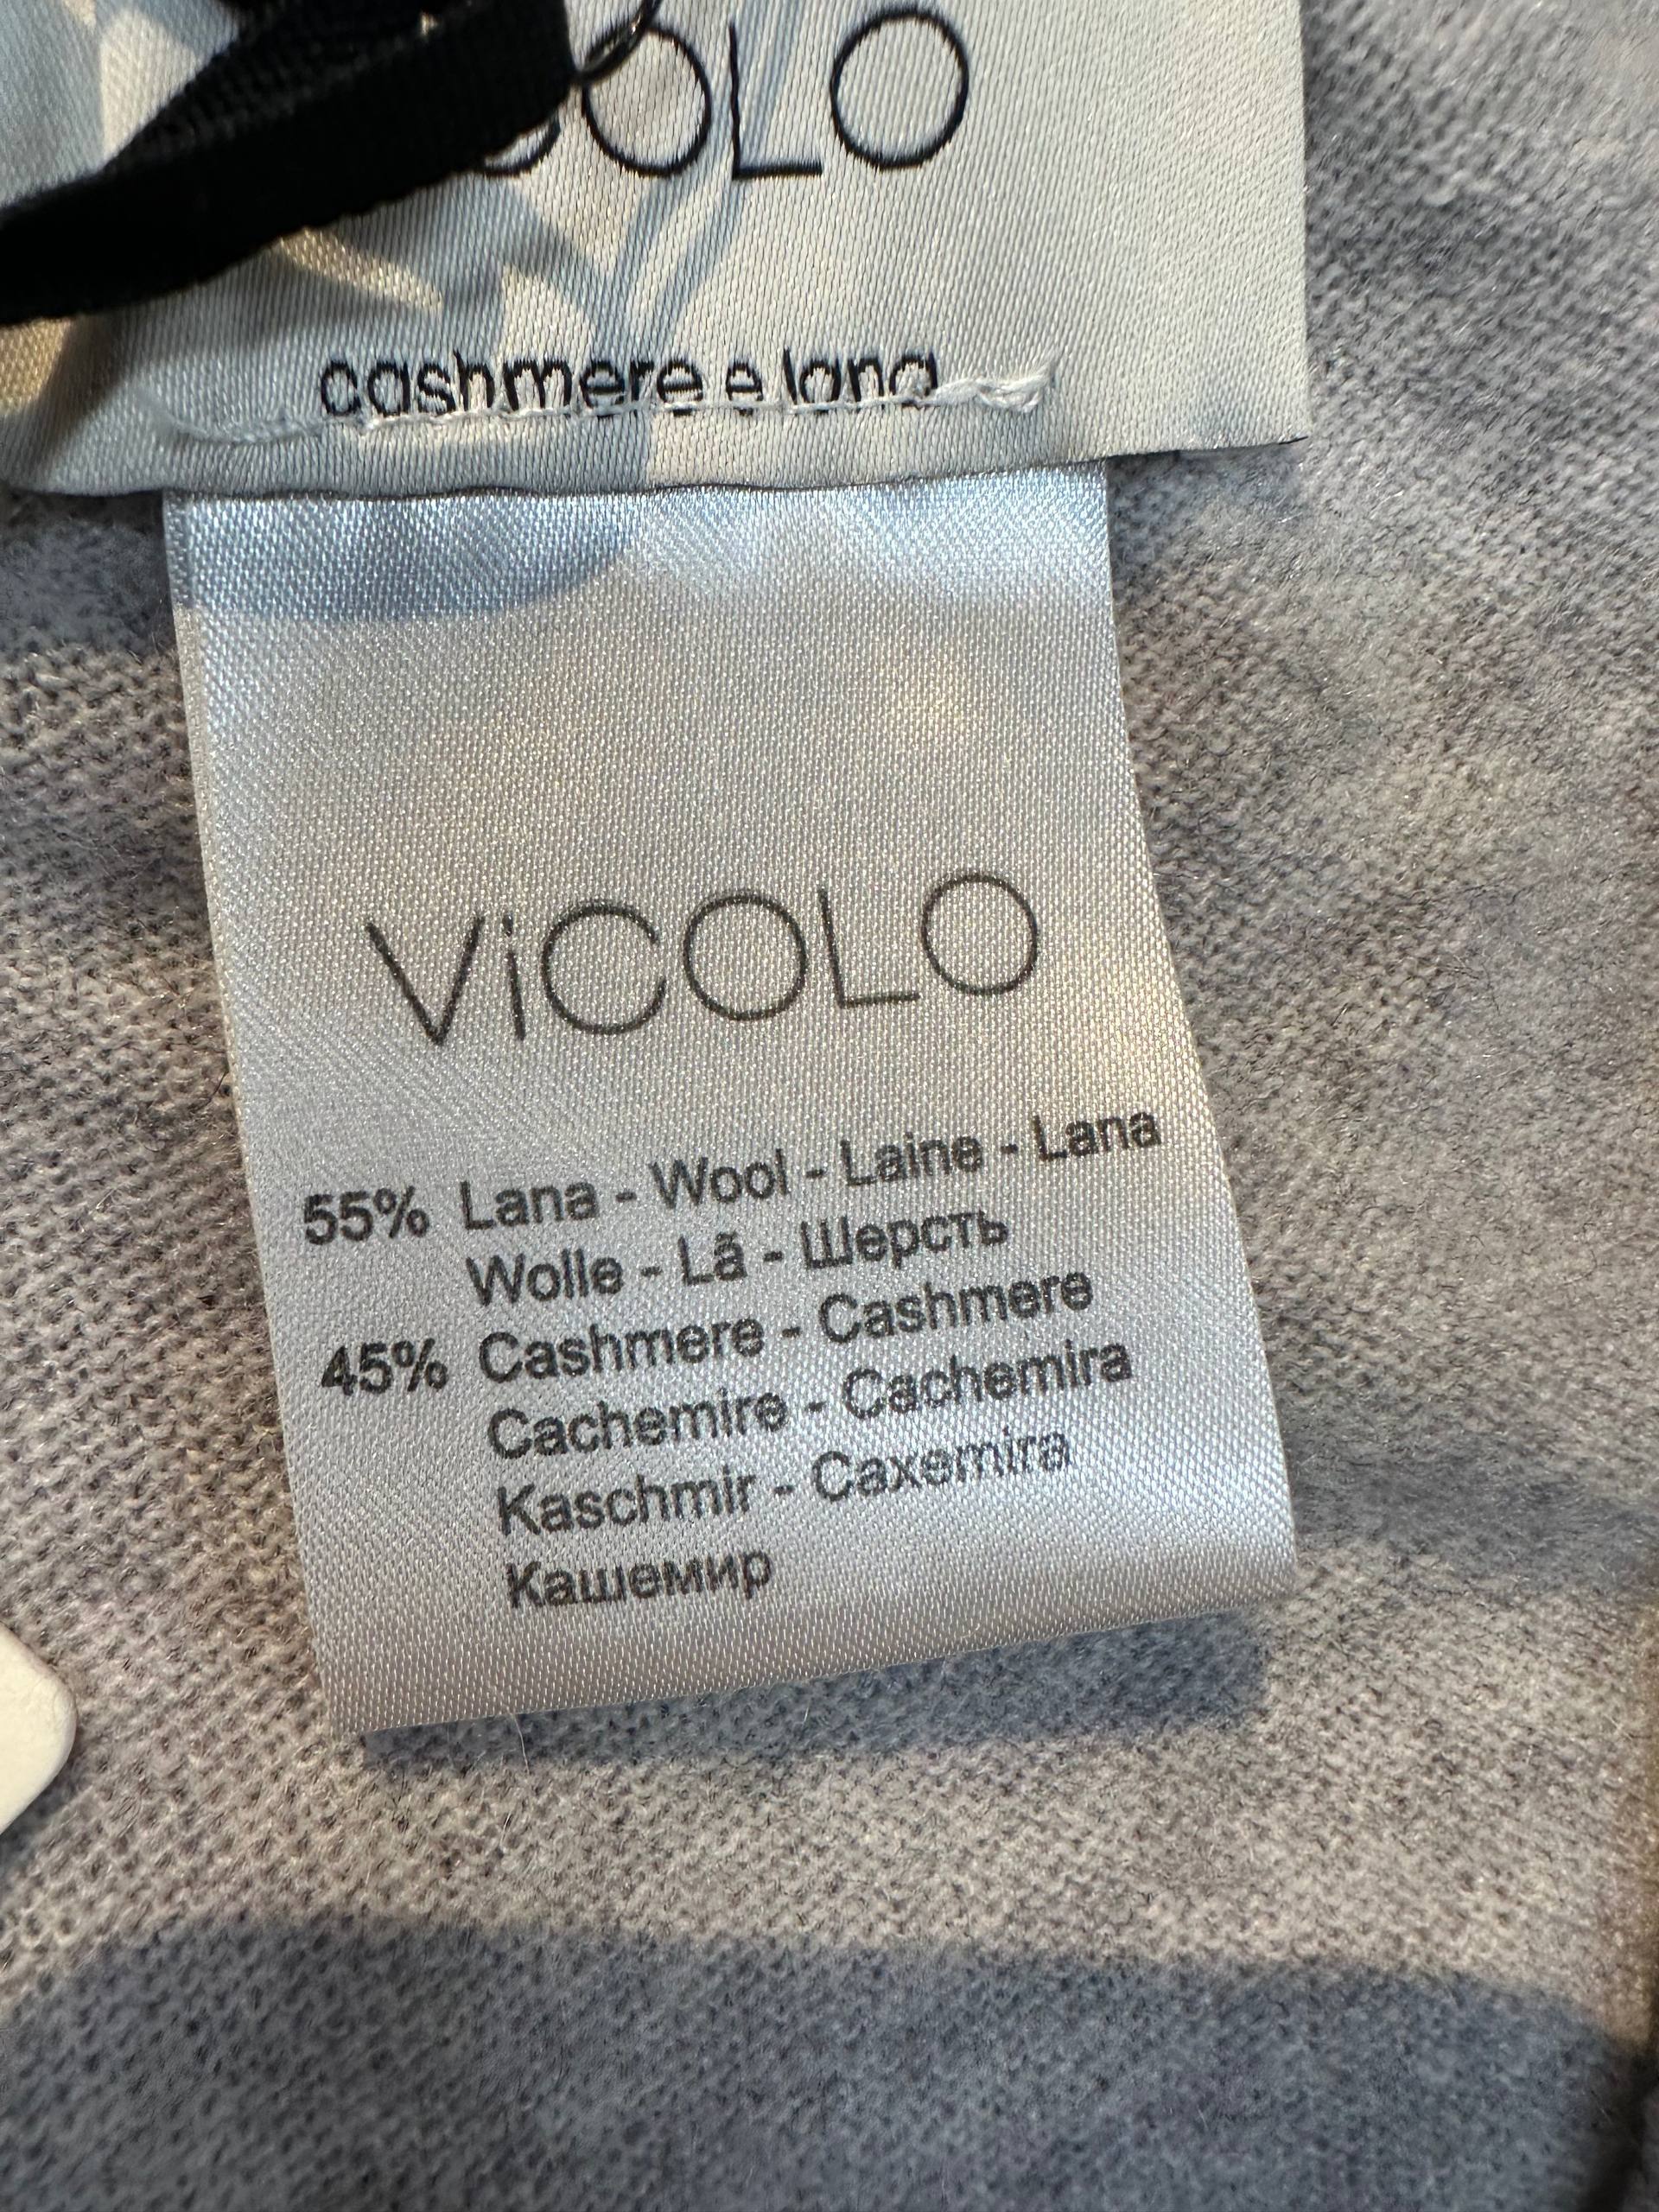 COLO
cashmere e lana
ViCOLO
55% Lana - Wool - Laine - Lana
Wolle - Lã - Шерсть
45% Cashmere - Cashmere
Cachemire - Cachemira
Kaschmir - Caxemira
Кашемир